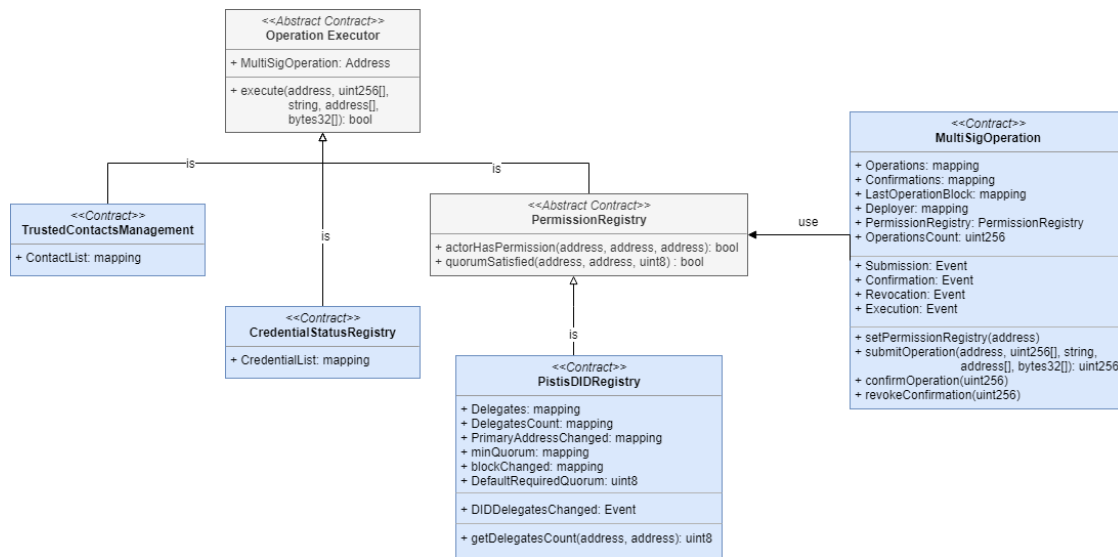 <<Abstract Contract>>
Operation Executor
+ MultiSigOperation: Address
+ execute(address, uint256[],
string, address[],
bytes32[]): bool
is
is
is
<<Contract>>
TrustedContactsManagement
+ ContactList: mapping
<<Contract>>
CredentialStatusRegistry
+ CredentialList: mapping
<<Abstract Contract>>
PermissionRegistry
+ actorHasPermission(address, address, address): bool
+ quorumSatisfied(address, address, uint8) : bool
is
<<Contract>>
PistisDIDRegistry
+ Delegates: mapping
+ DelegatesCount: mapping
+ PrimaryAddressChanged: mapping
+ minQuorum: mapping
+ blockChanged: mapping
+ DefaultRequiredQuorum: uint8
+ DIDDelegatesChanged: Event
+ getDelegatesCount(address, address): uint8
use
<<Contract>>
MultiSigOperation
+ Operations: mapping
+ Confirmations: mapping
+ LastOperationBlock: mapping
+ Deployer: mapping
+ PermissionRegistry: PermissionRegistry
+ OperationsCount: uint256
+ Submission: Event
+ Confirmation: Event
+ Revocation: Event
+ Execution: Event
+ setPermissionRegistry(address)
+ submitOperation(address, uint256[], string,
address[], bytes32[]): uint256
+ confirmOperation(uint256)
+ revokeConfirmation(uint256)